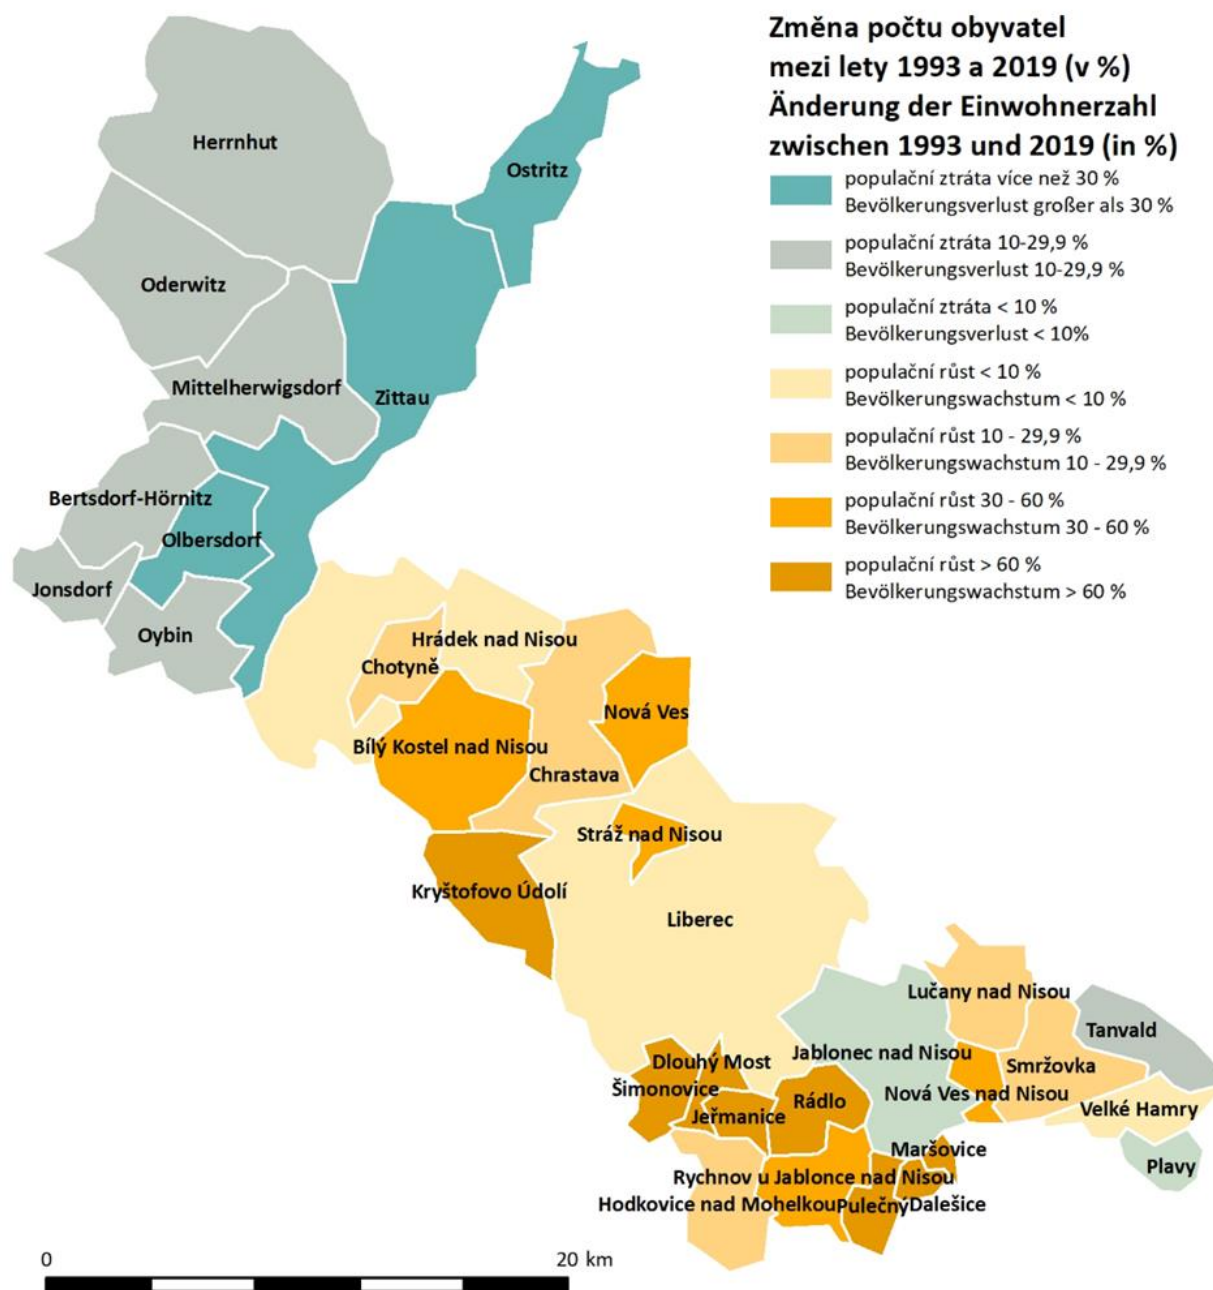 Změna počtu obyvatel
mezi lety 1993 a 2019 (v %)
Änderung der Einwohnerzahl
zwischen 1993 und 2019 (in %)
populační ztráta více než 30 %
Bevölkerungsverlust großer als 30 %
populační ztráta 10-29,9 %
Bevölkerungsverlust 10-29,9 %
populační ztráta < 10 %
Bevölkerungsverlust < 10%
populační růst < 10 %
Bevölkerungswachstum < 10 %
populační růst 10 - 29,9 %
Bevölkerungswachstum 10 - 29,9 %
populační růst 30 - 60 %
Bevölkerungswachstum 30 - 60 %
populační růst > 60 %
Bevölkerungswachstum > 60 %
Herrnhut
Ostritz
Oderwitz
Mittelherwigsdorf
Zittau
Bertsdorf-Hörnitz
Olbersdorf
Jonsdorf
Oybin
Hrádek nad Nisou
Chotyně
Nová Ves
Bílý Kostel nad Nisou
Chrastava
Stráž nad Nisou
Kryštofovo Údolí
Liberec
Lučany nad Nisou
Tanvald
Jablonec nad Nisou
Dlouhý Most
Smržovka
Šimonovice
Nová Ves nad Nisou
Rádlo
Velké Hamry
Jeřmanice
Maršovice
Plavy
Rychnov u Jablonce nad Nisou
Hodkovice nad Mohelkou
Pulečný
Dalešice
0
20 km